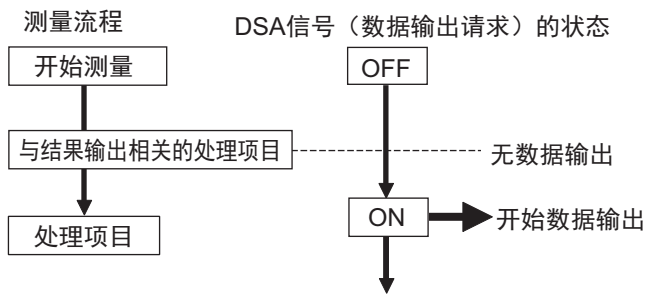 测量流程
DSA信号（数据输出请求）的状态
开始测量
OFF
与结果输出相关的处理项目
无数据输出
ON
开始数据输出
处理项目